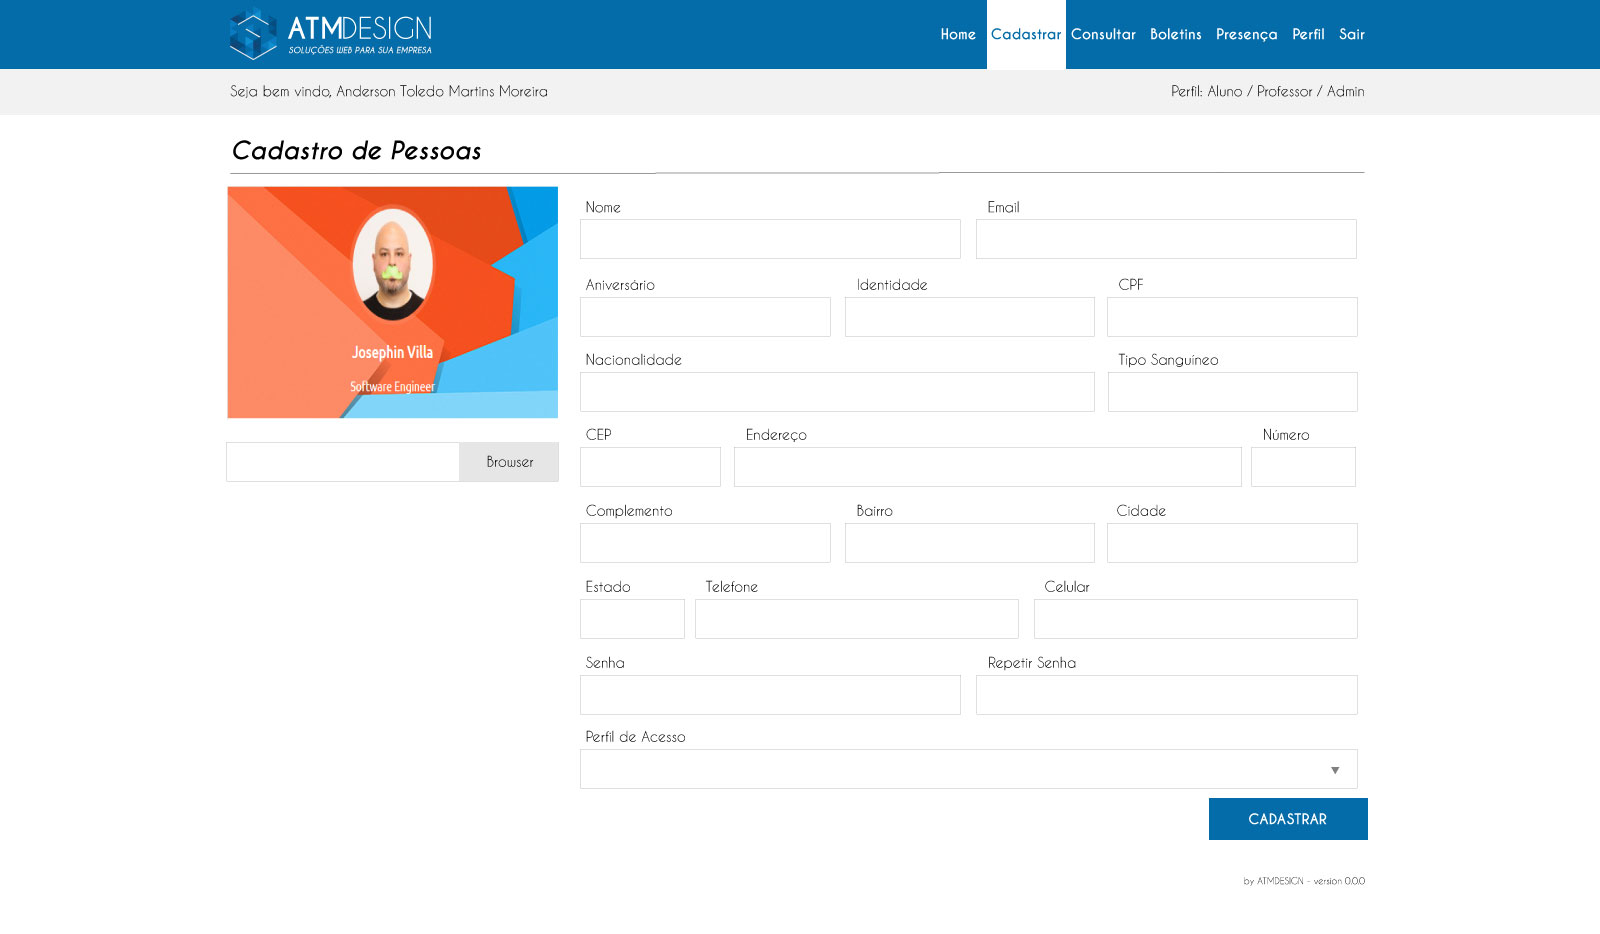 ATMDESIGN
SOLUÇÕES WEB PARA SUA EMPRESA
Home Cadastrar Consultar Boletins Presença Perfil Sair
Seja bem vindo, Anderson Toledo Martins Moreira
Perfil: Aluno / Professor / Admin
Cadastro de Pessoas
Josephin Villa
Software Engineer
Browser
Nome Email
Aniversário Identidade CPF
Nacionalidade Tipo Sanguíneo
CEP Endereço Número
Complemento Bairro Cidade
Estado Telefone Celular
Senha Repetir Senha
Perfil de Acesso
CADASTRAR
by ATMDESIGN - version 0.0.0